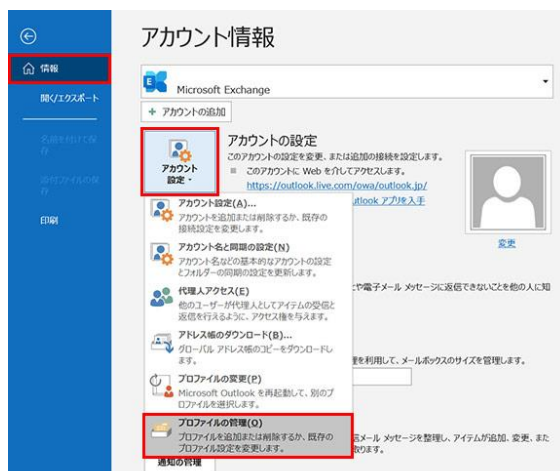 アカウント情報
情報
開く/エクスポート
名前を付けて保
存
添付ファイルの保
存
印刷
Microsoft Exchange
+ アカウントの追加
アカウント
設定
アカウントの設定
このアカウントの設定を変更、または追加の接続を設定します。
このアカウントに Web を介してアクセスします。
https://outlook.live.com/owa/outlook.jp/
utlook アプリを入手
変更
アカウント設定(A)...
アカウントを追加または削除するか、既存の
接続設定を変更します。
アカウント名と同期の設定(N)
アカウント名などの基本的なアカウントの設定
とフォルダーの同期の設定を更新します。
代理人アクセス(E)
他のユーザーが代理人としてアイテムの受信と
返信を行えるように、アクセス権を与えます。
アドレス帳のダウンロード(B)...
グローバル アドレス帳のコピーをダウンロードし
ます。
プロファイルの変更(P)
Microsoft Outlook を再起動して、別のプ
ロファイルを選択します。
プロファイルの管理(O)
プロファイルを追加または削除するか、既存の
プロファイル設定を変更します。
や電子メール メッセージに返信できないことを他の人に知
を利用して、メールボックスのサイズを管理します。
メール メッセージを整理し、アイテムが追加、変更、また
取ります。
通知の管理